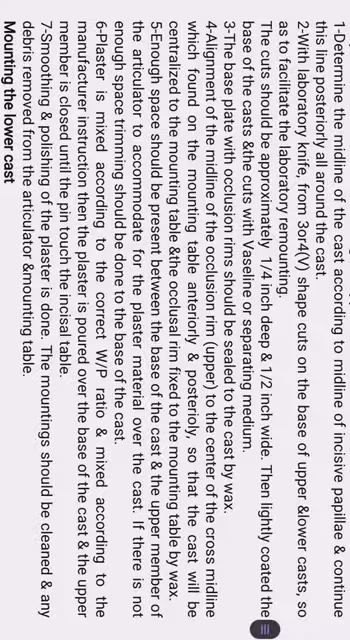 1-Determine the midline of the cast according to midline of incisive papillae & continue
this line posteriorly all around the cast.
2-With laboratory knife, from 3or4(V) shape cuts on the base of upper &lower casts, so
as to facilitate the laboratory remounting.
The cuts should be approximately 1/4 inch deep & 1/2 inch wide. Then lightly coated the
base of the casts &the cuts with Vaseline or separating medium.
3-The base plate with occlusion rims should be sealed to the cast by wax.
4-Alignment of the midline of the occlusion rim (upper) to the center of the cross midline
which found on the mounting table anteriorly & posterioly, so that the cast will be
centralized to the mounting table &the occlusal rim fixed to the mounting table by wax.
5-Enough space should be present between the base of the cast & the upper member of
the articulator to accommodate for the plaster material over the cast. If there is not
enough space trimming should be done to the base of the cast.
6-Plaster is mixed according to the correct W/P ratio & mixed according to the
manufacturer instruction then the plaster is poured over the base of the cast & the upper
member is closed until the pin touch the incisal table.
7-Smoothing & polishing of the plaster is done. The mountings should be cleaned & any
debris removed from the articulator &mounting table.
Mounting the lower cast